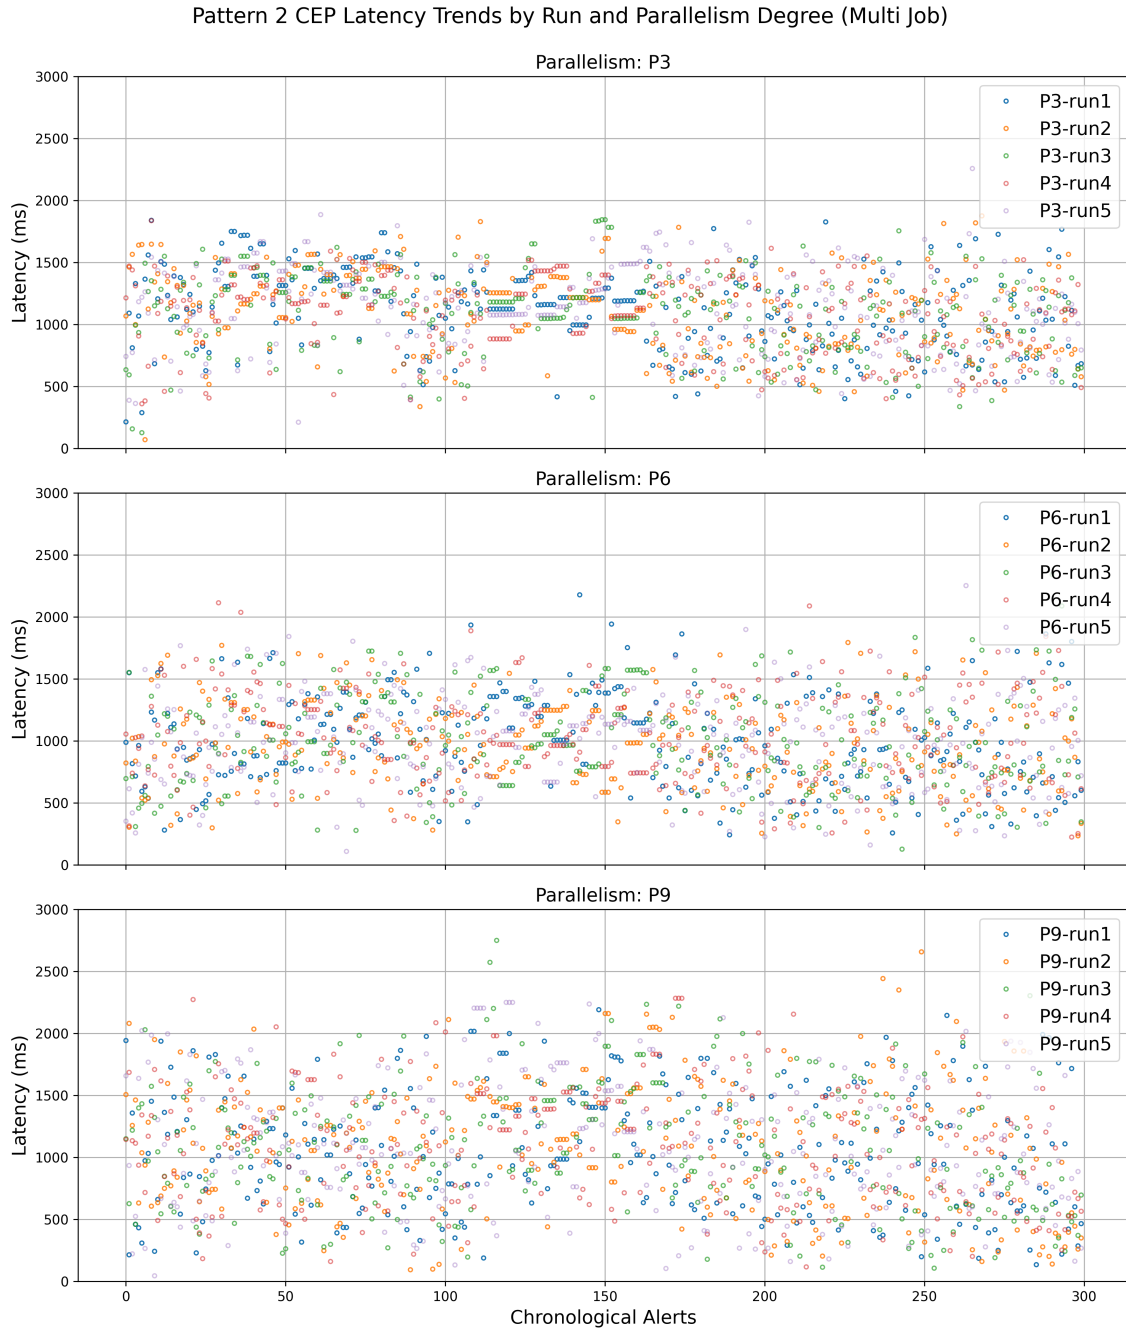 Pattern 2 CEP Latency Trends by Run and Parallelism Degree (Multi Job)
Parallelism: P3
3000
2500
2000
1500
1000
500
0
Latency (ms)
P3-run1
P3-run2
P3-run3
P3-run4
P3-run5
Parallelism: P6
3000
2500
2000
1500
1000
500
0
Latency (ms)
P6-run1
P6-run2
P6-run3
P6-run4
P6-run5
Parallelism: P9
3000
2500
2000
1500
1000
500
0
Latency (ms)
P9-run1
P9-run2
P9-run3
P9-run4
P9-run5
0 50 100 150 200 250 300
Chronological Alerts